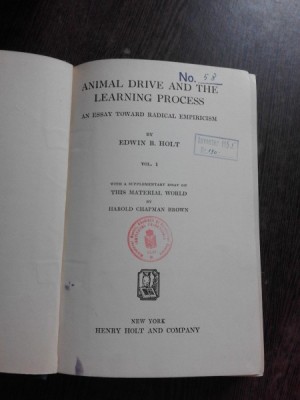 No. 58
ANIMAL DRIVE AND THE
LEARNING PROCESS
AN ESSAY TOWARD RADICAL EMPIRICISM
BY
EDWIN B. HOLT
VOL. I
WITH A SUPPLEMENTARY ESSAY ON
THIS MATERIAL WORLD
BY
HAROLD CHAPMAN BROWN
NEW YORK
HENRY HOLT AND COMPANY